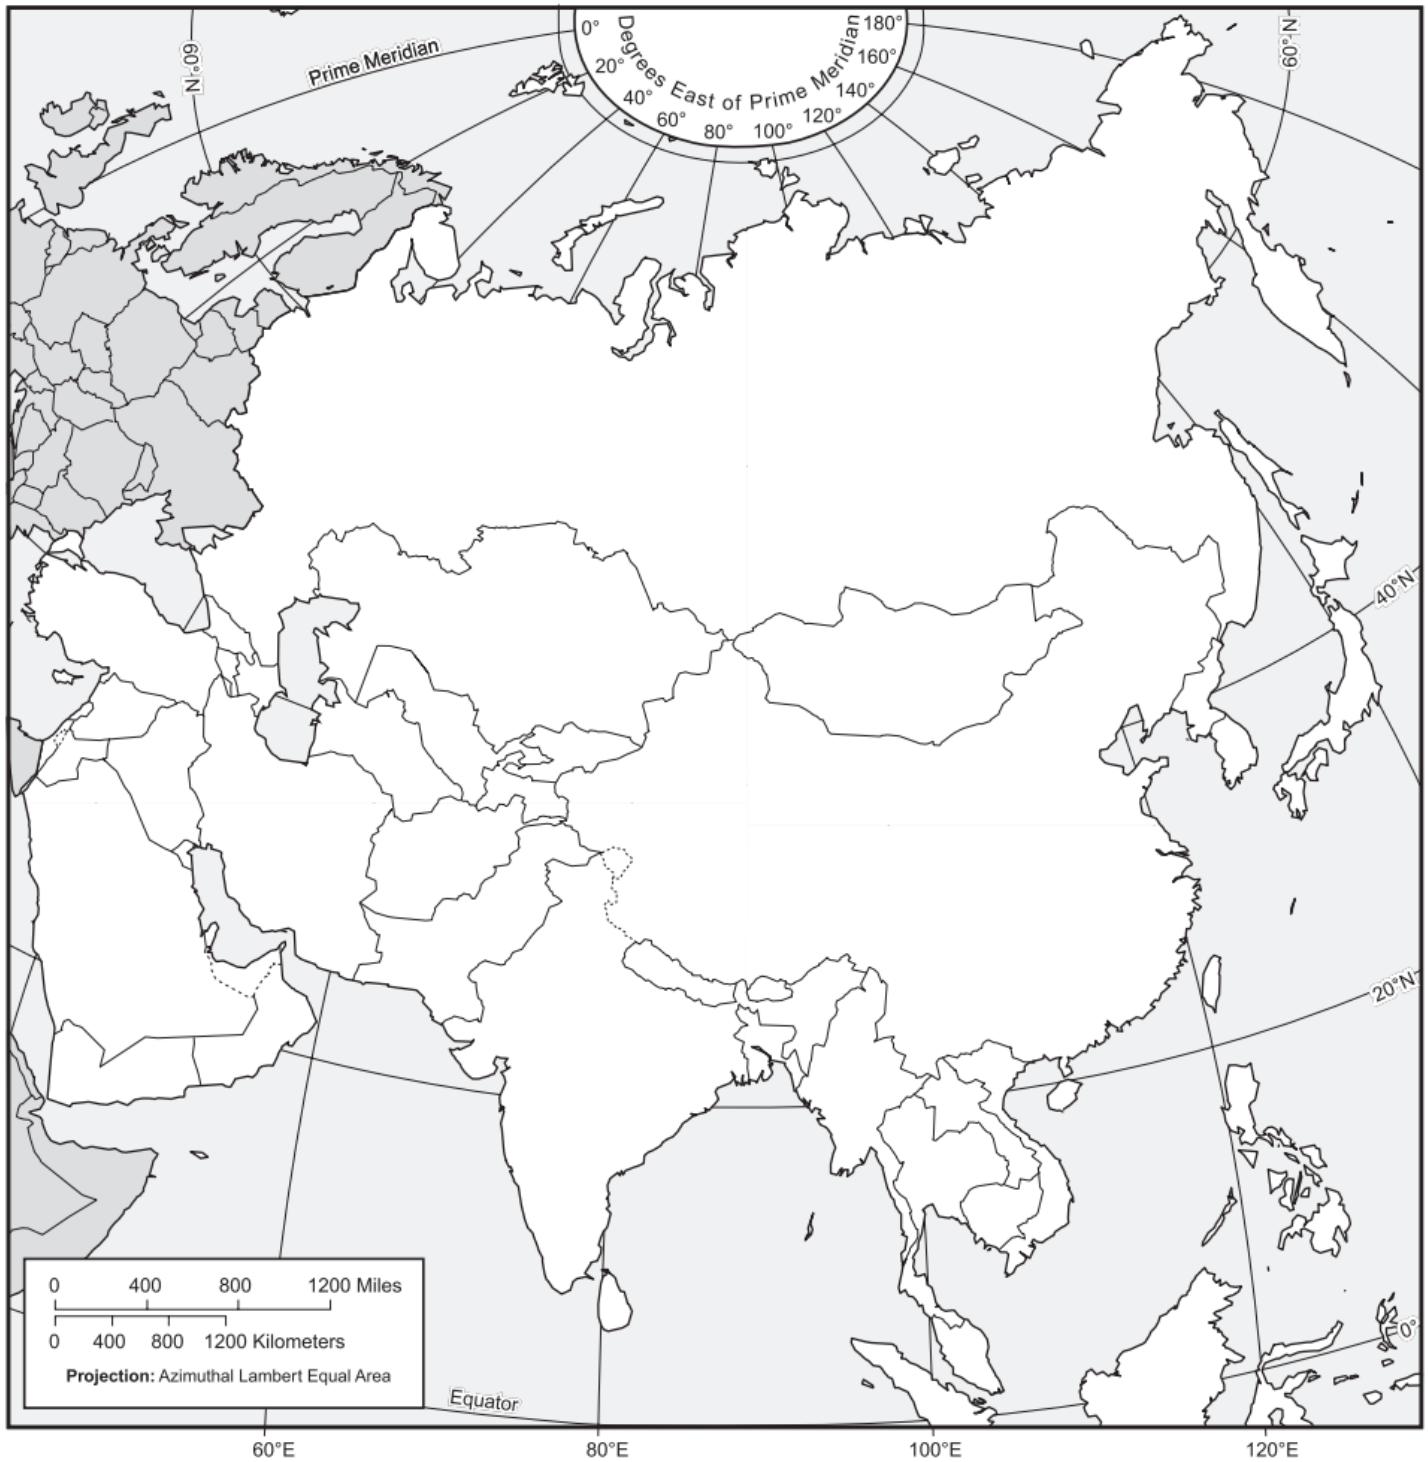 0°
20°
40°
60°
80°
100°
120°
140°
160°
180°
Degrees East of Prime Meridian
60°N
Prime Meridian
60°N
40°N
20°N
0°
0 400 800 1200 Miles
0 400 800 1200 Kilometers
Projection: Azimuthal Lambert Equal Area
Equator
60°E 80°E 100°E 120°E